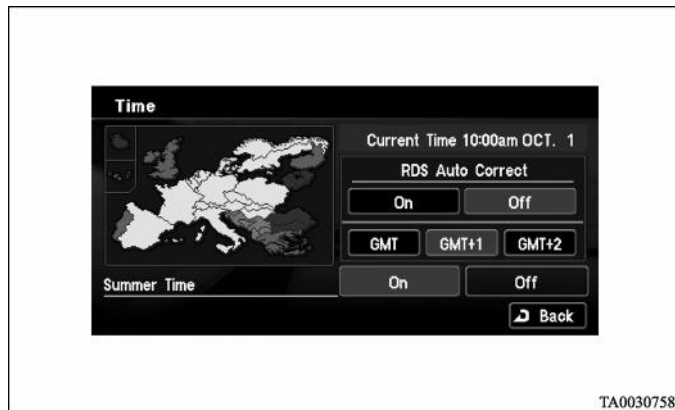 Time
Current Time 10:00am OCT. 1
RDS Auto Correct
On Off
GMT GMT+1 GMT+2
Summer Time On Off
Back
TA0030758